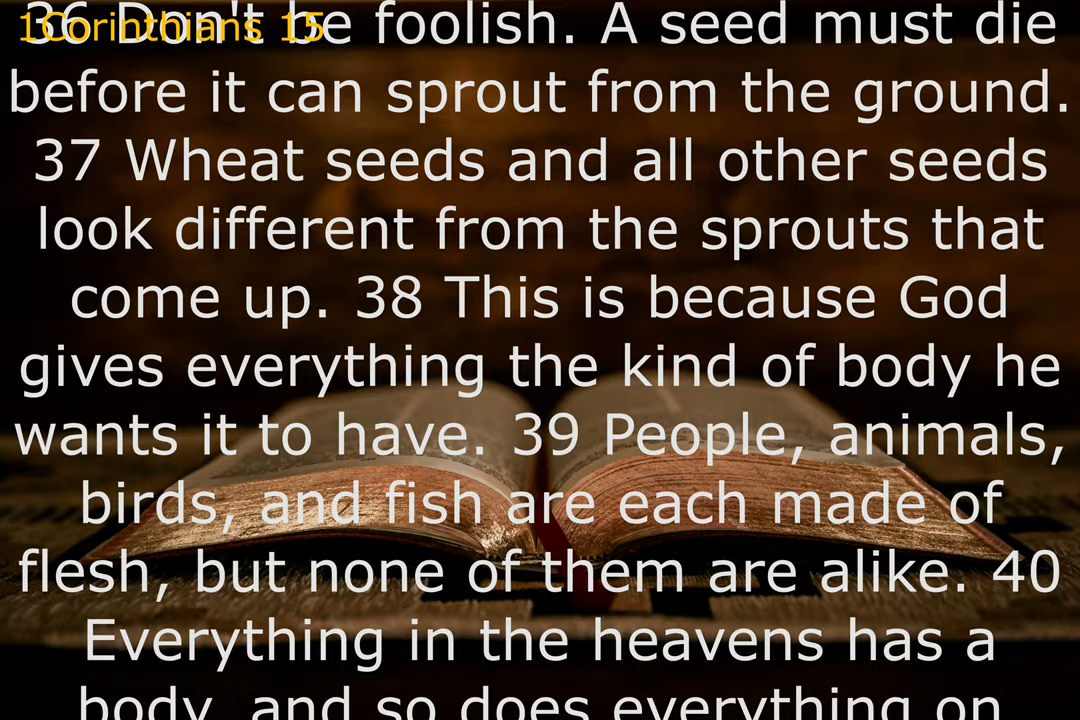 1Corinthians 15
36 Don't be foolish. A seed must die
before it can sprout from the ground.
37 Wheat seeds and all other seeds
look different from the sprouts that
come up. 38 This is because God
gives everything the kind of body he
wants it to have. 39 People, animals,
birds, and fish are each made of
flesh, but none of them are alike. 40
Everything in the heavens has a
body, and so does everything on